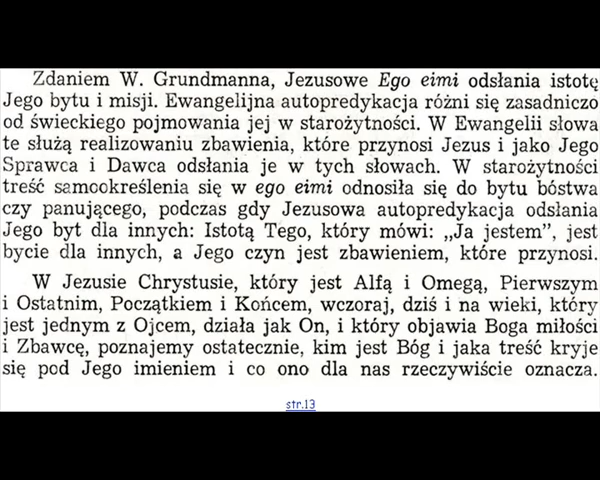 Zdaniem W. Grundmanna, Jezusowe Ego eimi odsłania istotę
Jego bytu i misji. Ewangelijna autopredykacja różni się zasadniczo
od świeckiego pojmowania jej w starożytności. W Ewangelii słowa
te służą realizowaniu zbawienia, które przynosi Jezus i jako Jego
Sprawca i Dawca odsłania je w tych słowach. W starożytności
treść samookreślenia się w ego eimi odnosiła się do bytu bóstwa
czy panującego, podczas gdy Jezusowa autopredykacja odsłania
Jego byt dla innych: Istotą Tego, który mówi: „Ja jestem”, jest
bycie dla innych, a Jego czyn jest zbawieniem, które przynosi.
W Jezusie Chrystusie, który jest Alfą i Omegą, Pierwszym
i Ostatnim, Początkiem i Końcem, wczoraj, dziś i na wieki, który
jest jednym z Ojcem, działa jak On, i który objawia Boga miłości
i Zbawcę, poznajemy ostatecznie, kim jest Bóg i jaka treść kryje
się pod Jego imieniem i co ono dla nas rzeczywiście oznacza.
str.13